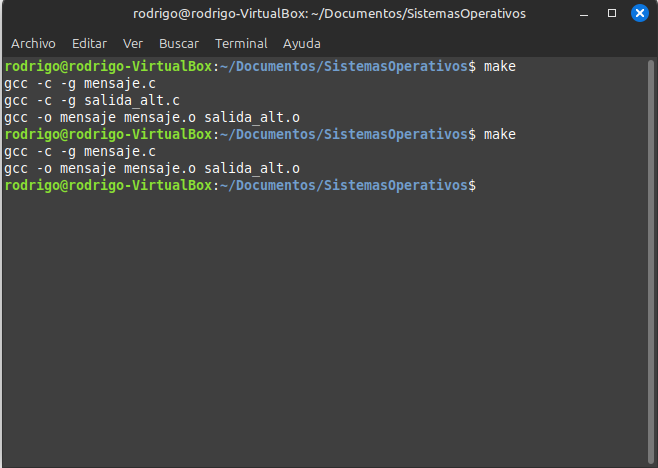 rodrigo@rodrigo-VirtualBox: ~/Documentos/SistemasOperativos
Archivo Editar Ver Buscar Terminal Ayuda
rodrigo@rodrigo-VirtualBox:~/Documentos/SistemasOperativos$ make
gcc -c -g mensaje.c
gcc -c -g salida_alt.c
gcc -o mensaje mensaje.o salida_alt.o
rodrigo@rodrigo-VirtualBox:~/Documentos/SistemasOperativos$ make
gcc -c -g mensaje.c
gcc -o mensaje mensaje.o salida_alt.o
rodrigo@rodrigo-VirtualBox:~/Documentos/SistemasOperativos$